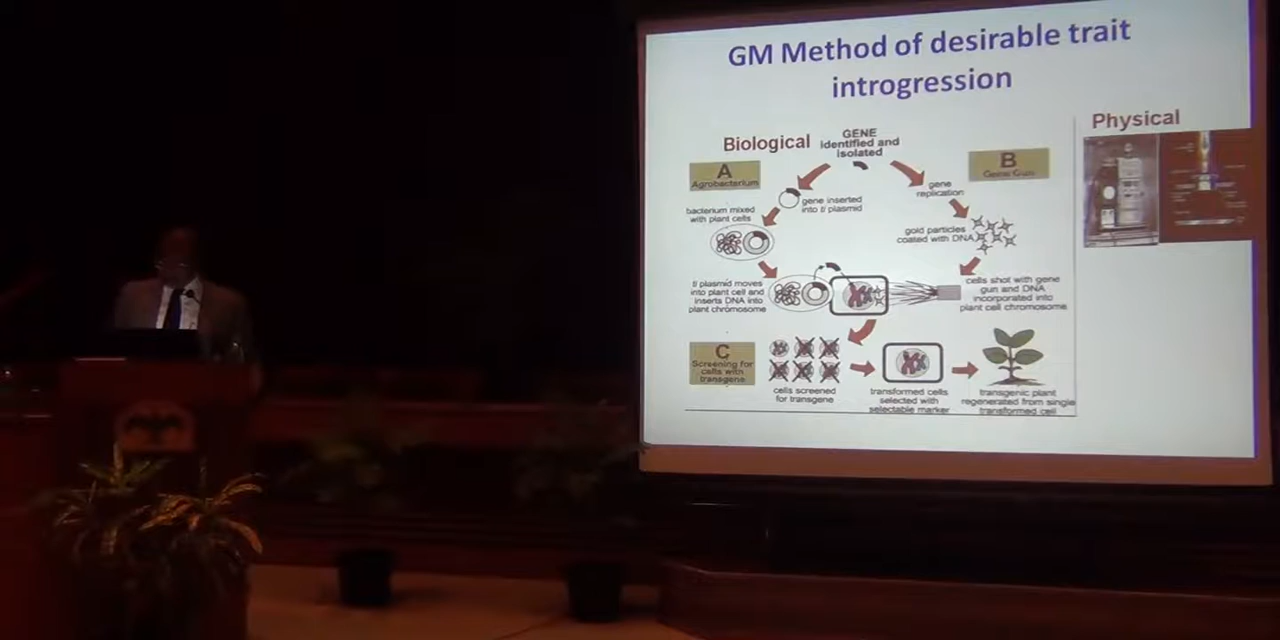 GM Method of desirable trait
introgression
Biological
GENE
identified and
isolated
Physical
A
Agrobacterium
B
Gene Gun
gene inserted
into ti plasmid
gene
replication
bacterium mixed
with plant cells
gold particles
coated with DNA
ti plasmid moves
into plant cell and
inserts DNA into
plant chromosome
cells shot with gene
gun and DNA
incorporated into
plant cell chromosome
C
Screening for
cells with
transgene
cells screened
for transgene
transformed cells
selected with
selectable marker
transgenic plant
regenerated from single
transformed cell